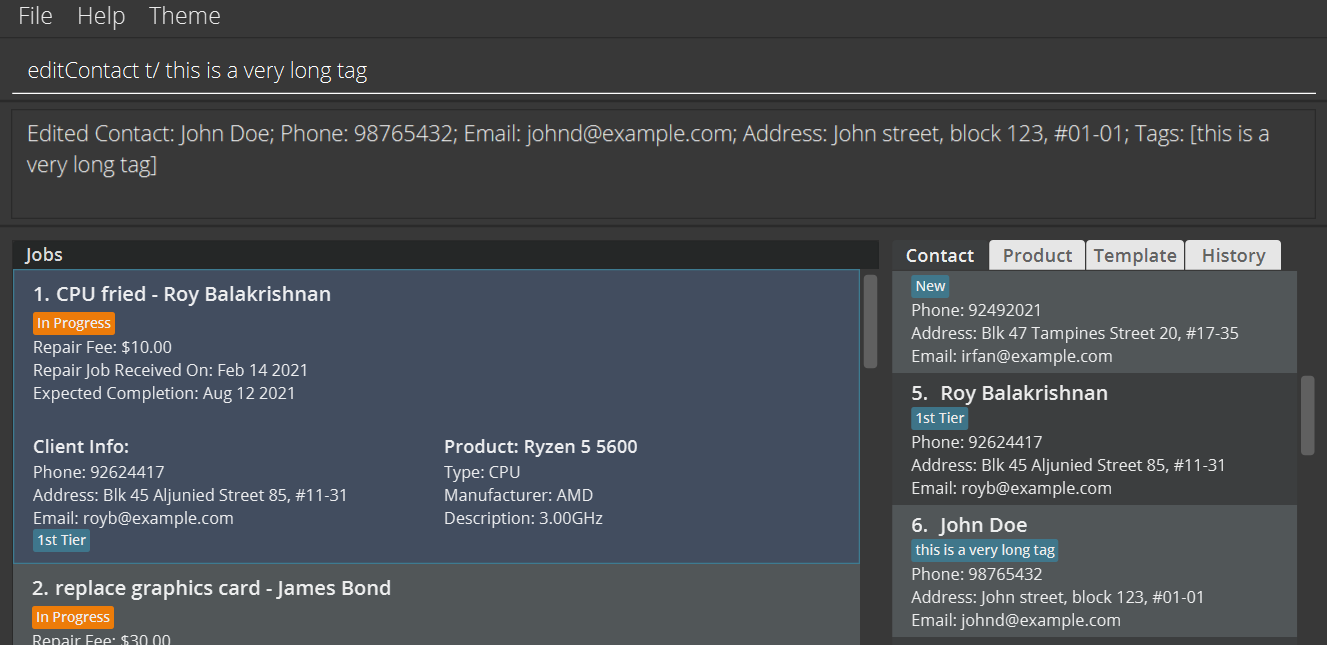 File Help Theme
editContact t/ this is a very long tag
Edited Contact: John Doe; Phone: 98765432; Email: johnd@example.com; Address: John street, block 123, #01-01; Tags: [this is a
very long tag]
Jobs
1. CPU fried - Roy Balakrishnan
In Progress
Repair Fee: $10.00
Repair Job Received On: Feb 14 2021
Expected Completion: Aug 12 2021
Client Info:
Phone: 92624417
Address: Blk 45 Aljunied Street 85, #11-31
Email: royb@example.com
1st Tier
Product: Ryzen 5 5600
Type: CPU
Manufacturer: AMD
Description: 3.00GHz
2. replace graphics card - James Bond
In Progress
Repair Fee: $30.00
Contact Product Template History
New
Phone: 92492021
Address: Blk 47 Tampines Street 20, #17-35
Email: irfan@example.com
5. Roy Balakrishnan
1st Tier
Phone: 92624417
Address: Blk 45 Aljunied Street 85, #11-31
Email: royb@example.com
6. John Doe
this is a very long tag
Phone: 98765432
Address: John street, block 123, #01-01
Email: johnd@example.com